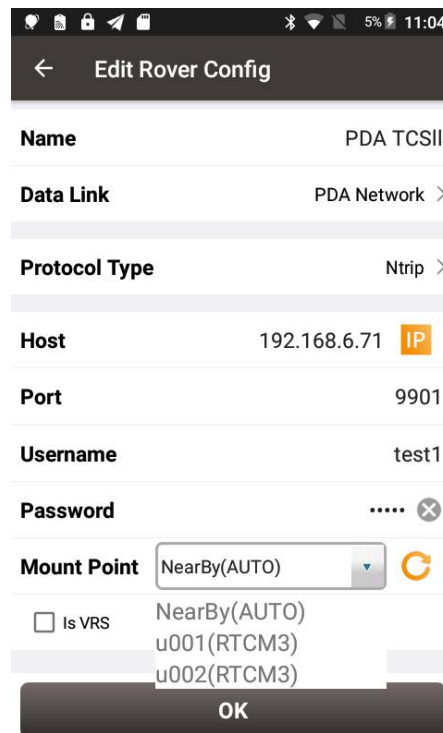 5% 11:04
Edit Rover Config
Name PDA TCSll
Data Link PDA Network
Protocol Type Ntrip
Host 192.168.6.71 IP
Port 9901
Username test1
Password •••••
Mount Point NearBy(AUTO)
Is VRS NearBy(AUTO)
u001(RTCM3)
u002(RTCM3)
OK